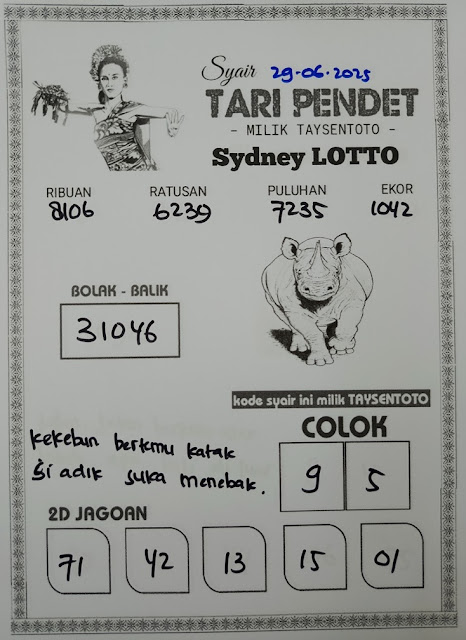 Syair 29-06-2025
TARI PENDET
- MILIK TAYSENTOTO -
Sydney LOTTO
RIBUAN RATUSAN PULUHAN EKOR
8106 6239 7235 1042
BOLAK - BALIK
31046
kode syair ini milik TAYSENTOTO
COLOK
9 5
kekebun bertemu katak
si adik suka menebak.
2D JAGOAN
71 42 13 15 01